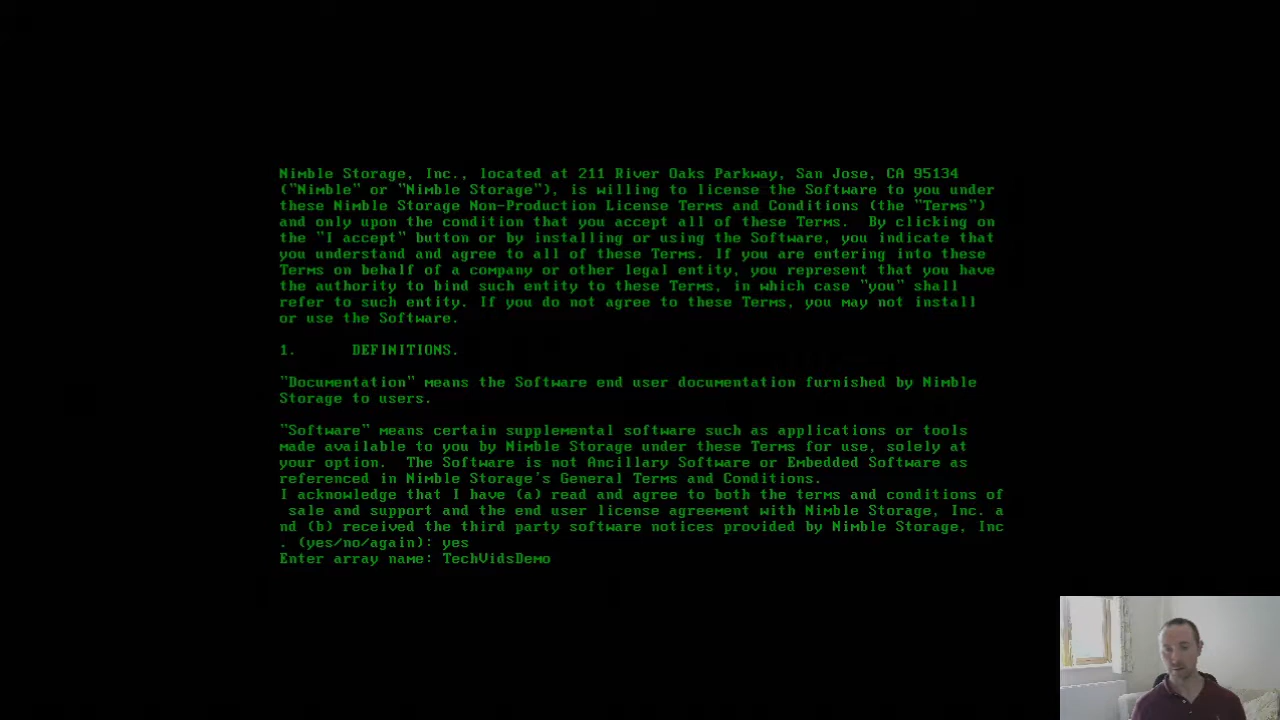 Nimble Storage, Inc., located at 211 River Oaks Parkway, San Jose, CA 95134
("Nimble" or "Nimble Storage"), is willing to license the Software to you under
these Nimble Storage Non-Production License Terms and Conditions (the "Terms")
and only upon the condition that you accept all of these Terms.  By clicking on
the "I accept" button or by installing or using the Software, you indicate that
you understand and agree to all of these Terms. If you are entering into these
Terms on behalf of a company or other legal entity, you represent that you have
the authority to bind such entity to these Terms, in which case "you" shall
refer to such entity. If you do not agree to these Terms, you may not install
or use the Software.
1.      DEFINITIONS.
"Documentation" means the Software end user documentation furnished by Nimble
Storage to users.
"Software" means certain supplemental software such as applications or tools
made available to you by Nimble Storage under these Terms for use, solely at
your option.  The Software is not Ancillary Software or Embedded Software as
referenced in Nimble Storage's General Terms and Conditions.
I acknowledge that I have (a) read and agree to both the terms and conditions of
 sale and support and the end user license agreement with Nimble Storage, Inc. a
nd (b) received the third party software notices provided by Nimble Storage, Inc
. (yes/no/again): yes
Enter array name: TechVidsDemo